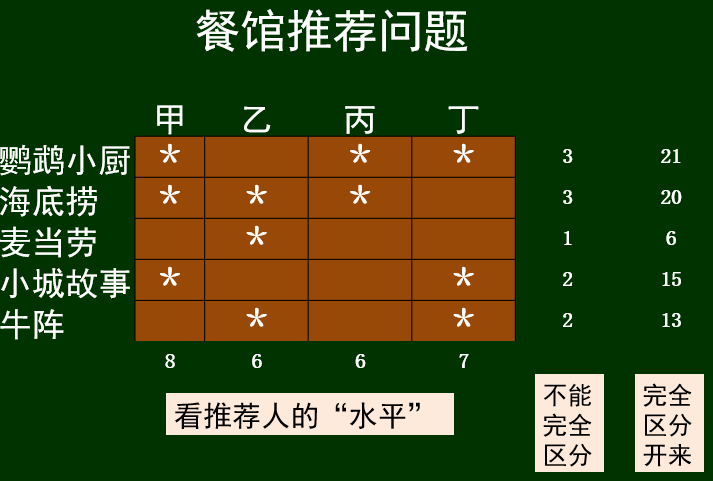 餐馆推荐问题
甲 乙 丙 丁
鹦鹉小厨 * * * 3 21
海底捞 * * * 3 20
麦当劳 * 1 6
小城故事 * * 2 15
牛阵 * * 2 13
8 6 6 7
看推荐人的“水平”
不能
完全
区分
完全
区分
开来